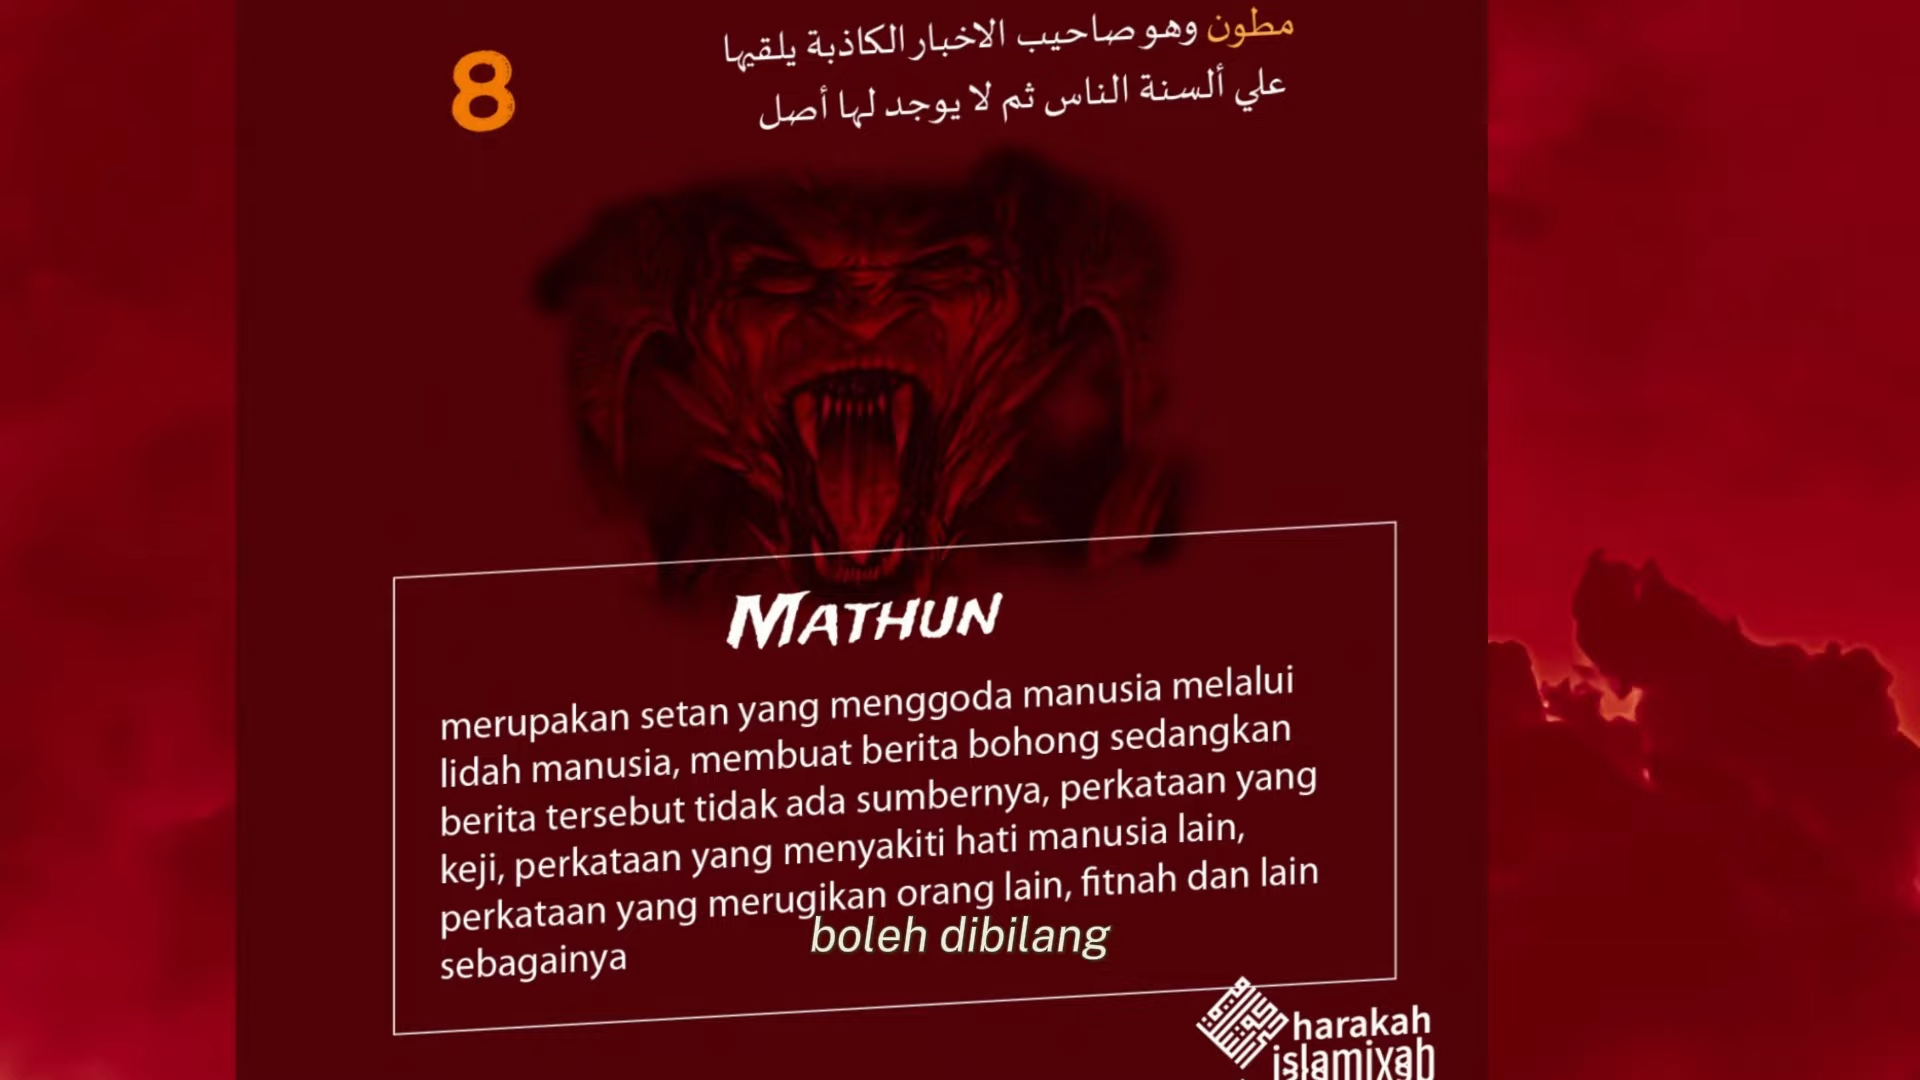 8
مطون وهو صاحيب الاخبار الكاذبة يلقيها
علي ألسنة الناس ثم لا يوجد لها أصل
MATHUN
merupakan setan yang menggoda manusia melalui
lidah manusia, membuat berita bohong sedangkan
berita tersebut tidak ada sumbernya, perkataan yang
keji, perkataan yang menyakiti hati manusia lain,
perkataan yang merugikan orang lain, fitnah dan lain
sebagainya
boleh dibilang
harakah
islamiyah